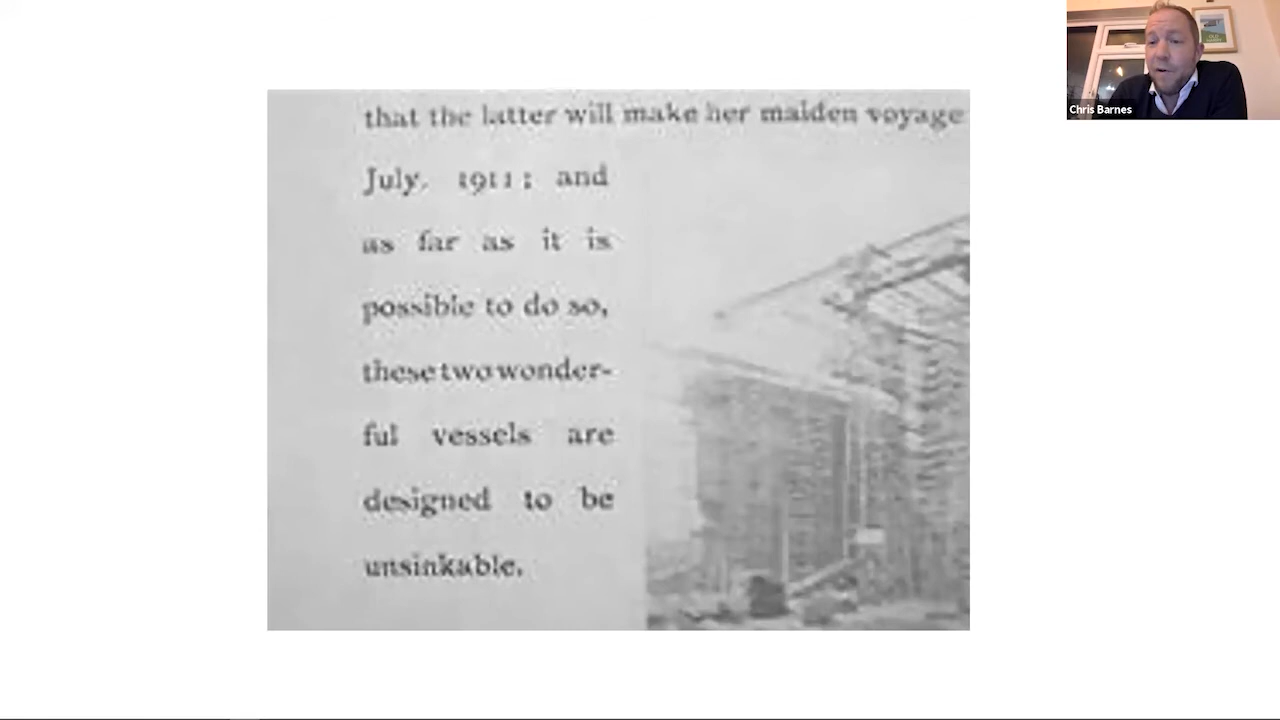 that the latter will make her maiden voyage
July, 1911; and
as far as it is
possible to do so,
these two wonder-
ful vessels are
designed to be
unsinkable.
Chris Barnes